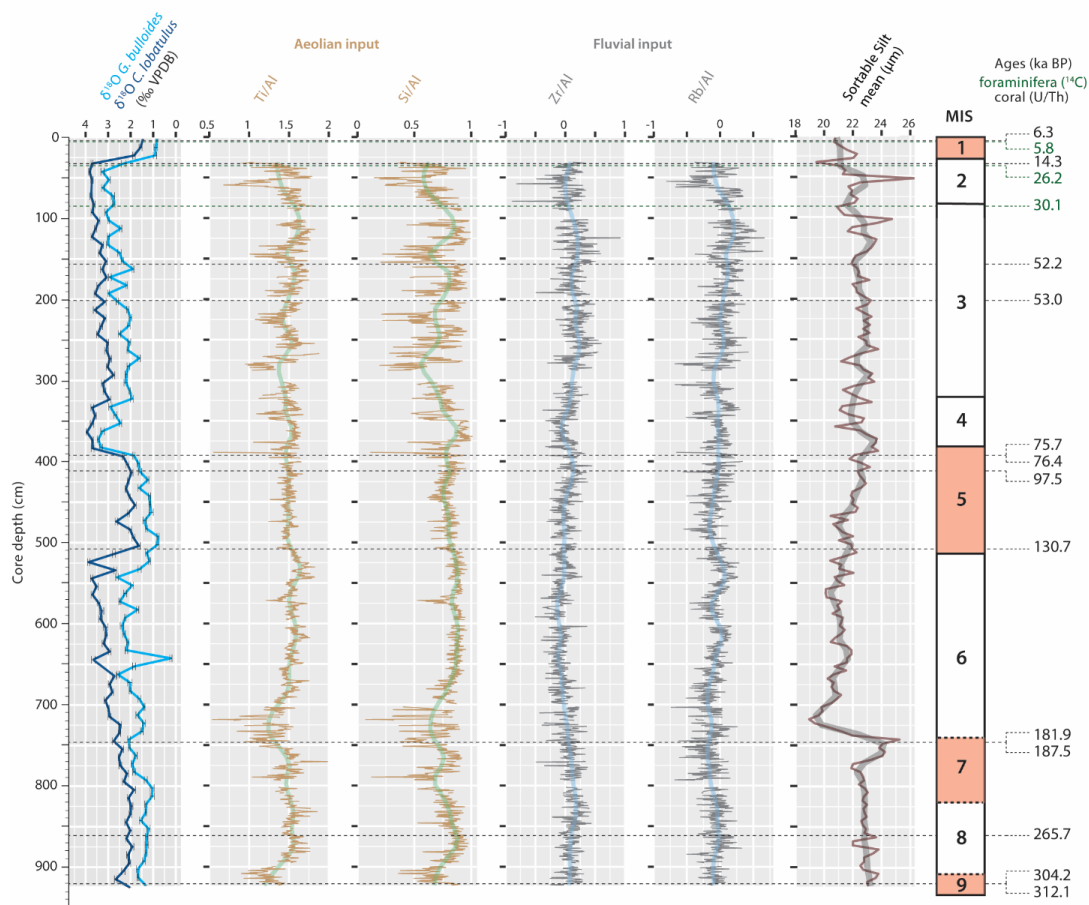 Aeolian input
Fluvial input
δ¹⁸O G. bulloides
δ¹⁸O C. lobatulus
(‰ VPDB)
Ti/Al
Si/Al
Zr/Al
Rb/Al
Sortable Silt
mean (µm)
Ages (ka BP)
foraminifera (¹⁴C)
coral (U/Th)
MIS
4 3 2 1 0
0.5 1 1.5 2
0 0.5 1
-1 0 1
-1 0
18 20 22 24 26
Core depth (cm)
0
100
200
300
400
500
600
700
800
900
1
2
3
4
5
6
7
8
9
6.3
5.8
14.3
26.2
30.1
52.2
53.0
75.7
76.4
97.5
130.7
181.9
187.5
265.7
304.2
312.1